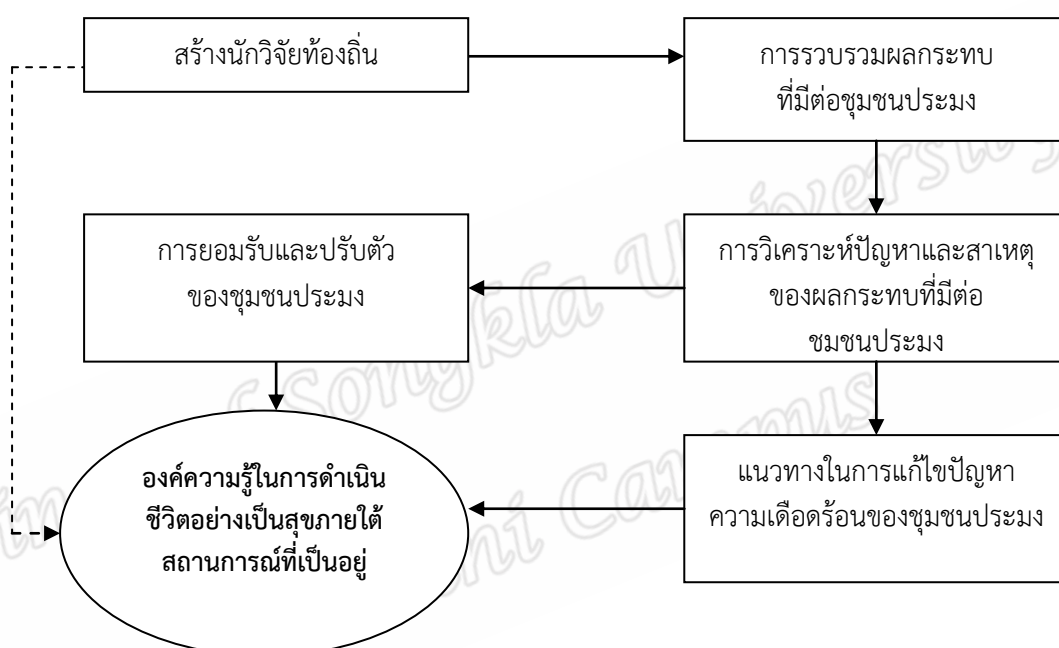 สร้างนักวิจัยท้องถิ่น
การรวบรวมผลกระทบ
ที่มีต่อชุมชนประมง
การยอมรับและปรับตัว
ของชุมชนประมง
การวิเคราะห์ปัญหาและสาเหตุ
ของผลกระทบที่มีต่อ
ชมชนประมง
องค์ความรู้ในการดำเนิน
ชีวิตอย่างเป็นสุขภายใต้
สถานการณ์ที่เป็นอยู่
แนวทางในการแก้ไขปัญหา
ความเดือดร้อนของชุมชนประมง
Songkla University
Campus